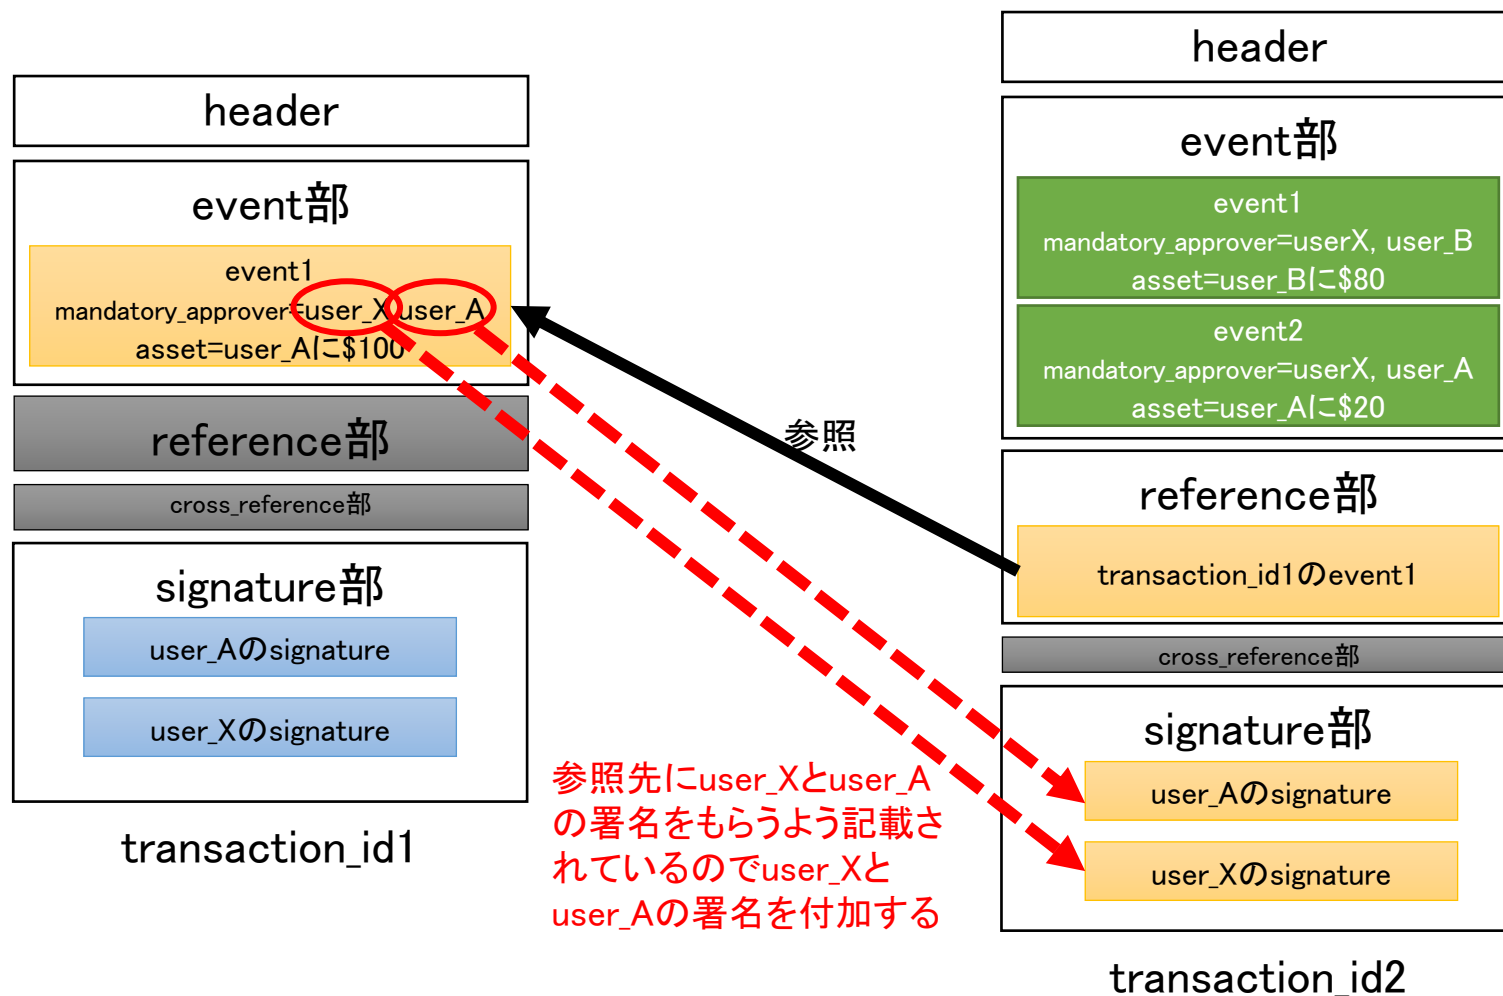 header
event部
event1
mandatory_approver=user_X,user_A
asset=user_Aに$100
reference部
cross_reference部
signature部
user_Aのsignature
user_Xのsignature
transaction_id1
参照
参照先にuser_Xとuser_A
の署名をもらうよう記載さ
れているのでuser_Xと
user_Aの署名を付加する
header
event部
event1
mandatory_approver=userX, user_B
asset=user_Bに$80
event2
mandatory_approver=userX, user_A
asset=user_Aに$20
reference部
transaction_id1のevent1
cross_reference部
signature部
user_Aのsignature
user_Xのsignature
transaction_id2